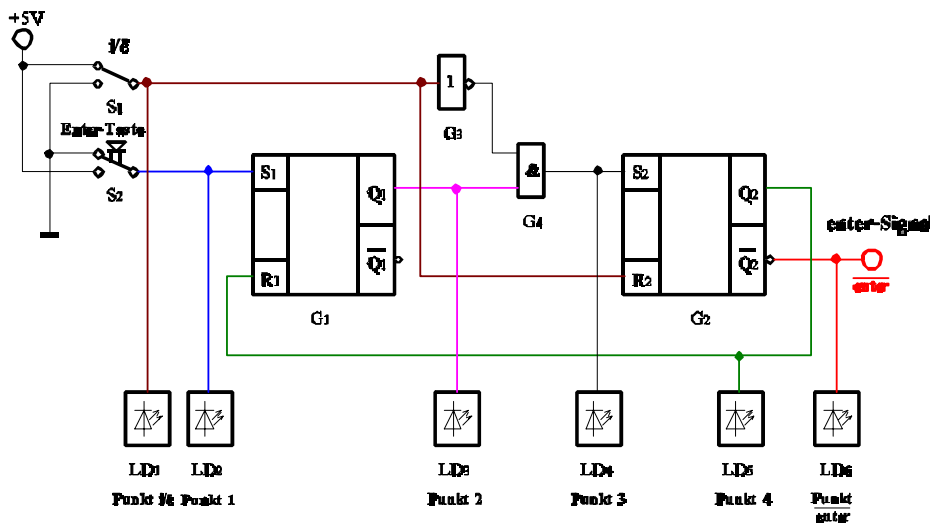 +5V
S1
Enter-Taste
S2
S1
Q1
Q1
R1
G1
1
G3
&
G4
S2
Q2
Q2
R2
G2
enter-Signal
enter
LD1
LD2
LD3
LD4
LD5
LD6
Punkt
Punkt 1
Punkt 2
Punkt 3
Punkt 4
Punkt
enter